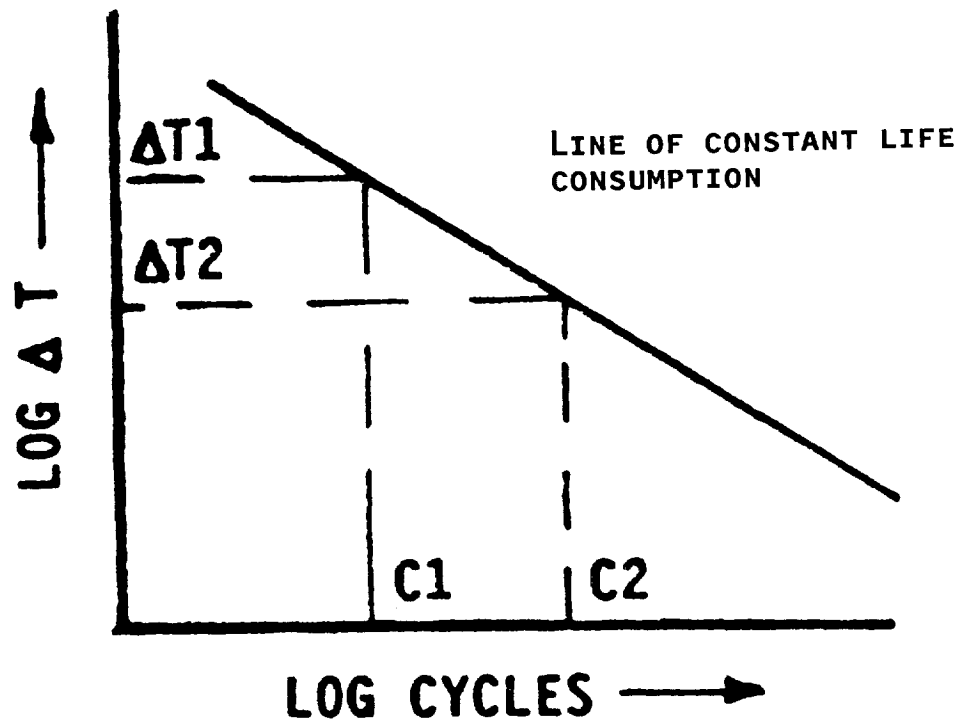 ΔT1
LINE OF CONSTANT LIFE
CONSUMPTION
ΔT2
LOG Δ T
C1
C2
LOG CYCLES